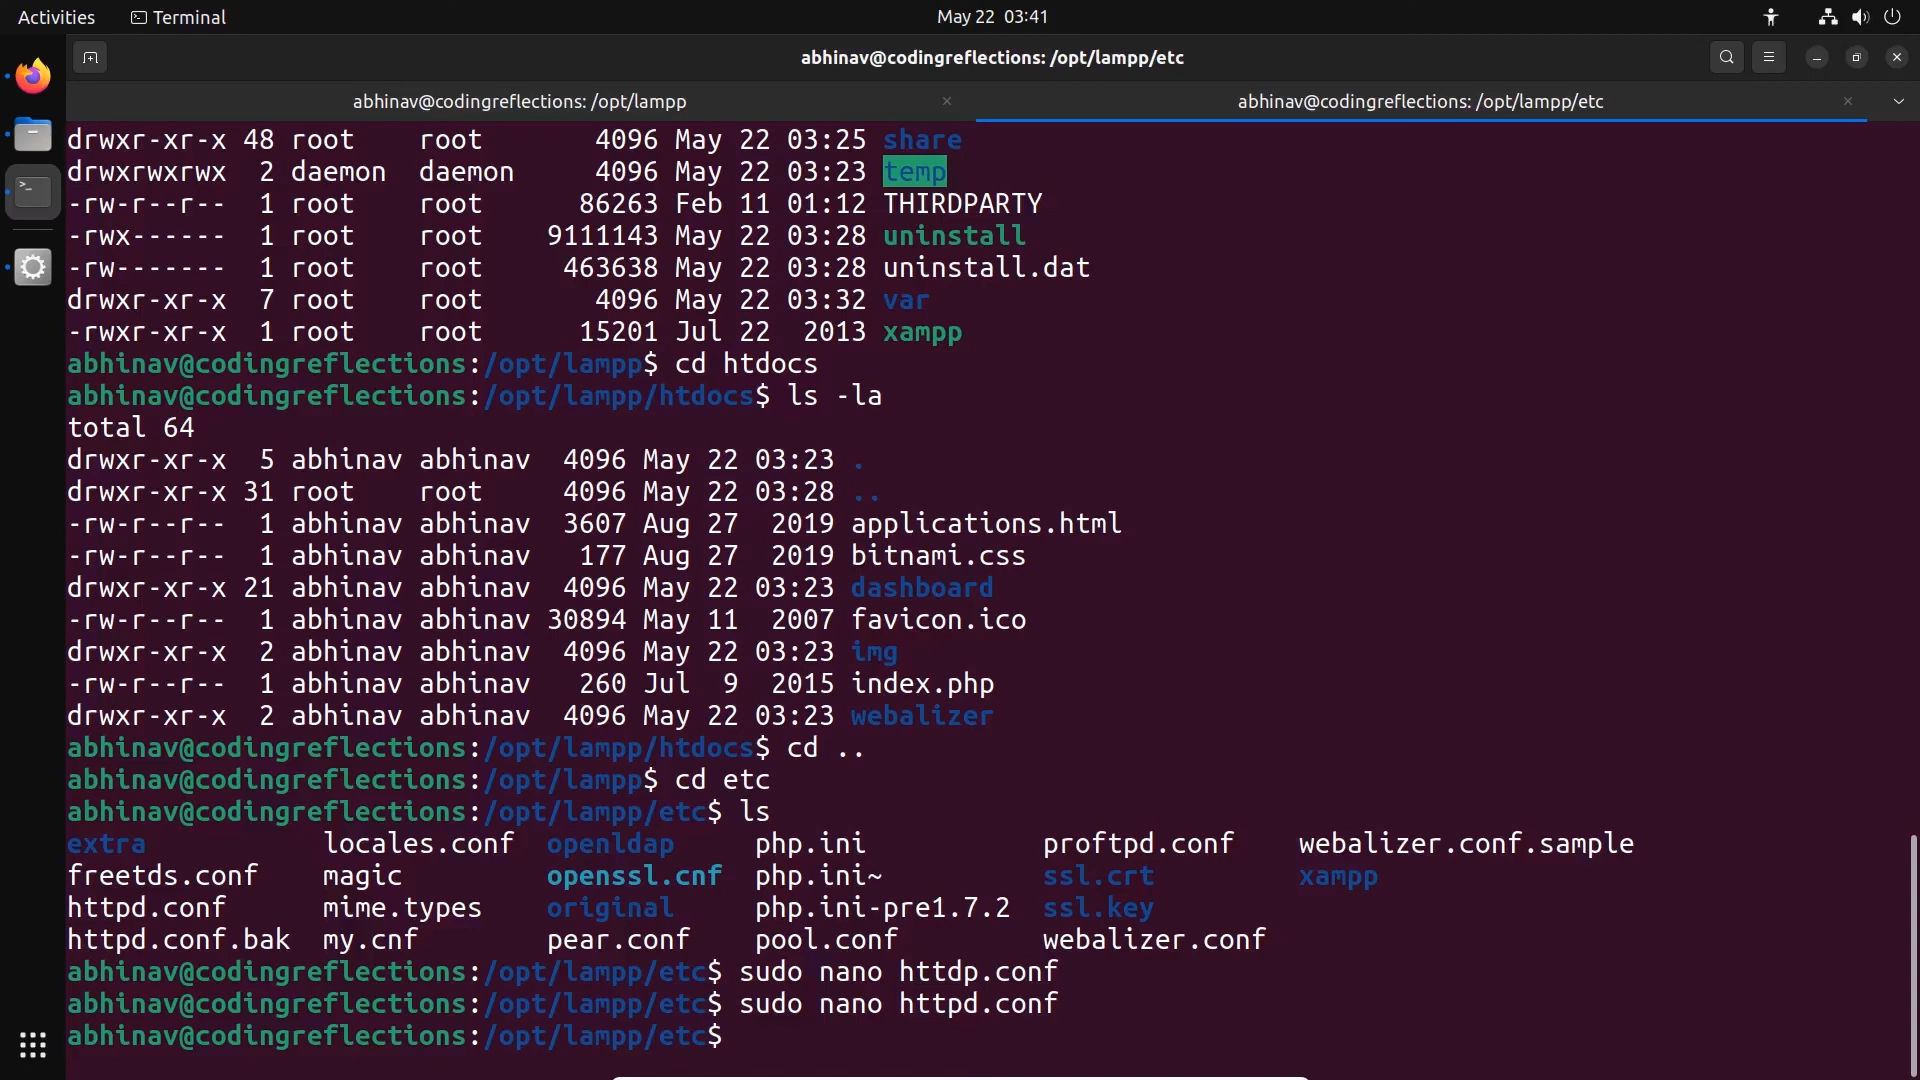 Activities Terminal May 22 03:41
abhinav@codingreflections: /opt/lampp/etc
abhinav@codingreflections: /opt/lampp abhinav@codingreflections: /opt/lampp/etc
drwxr-xr-x 48 root root 4096 May 22 03:25 share
drwxrwxrwx 2 daemon daemon 4096 May 22 03:23 temp
-rw-r--r-- 1 root root 86263 Feb 11 01:12 THIRDPARTY
-rwx------ 1 root root 9111143 May 22 03:28 uninstall
-rw------- 1 root root 463638 May 22 03:28 uninstall.dat
drwxr-xr-x 7 root root 4096 May 22 03:32 var
-rwxr-xr-x 1 root root 15201 Jul 22 2013 xampp
abhinav@codingreflections:/opt/lampp$ cd htdocs
abhinav@codingreflections:/opt/lampp/htdocs$ ls -la
total 64
drwxr-xr-x 5 abhinav abhinav 4096 May 22 03:23 .
drwxr-xr-x 31 root root 4096 May 22 03:28 ..
-rw-r--r-- 1 abhinav abhinav 3607 Aug 27 2019 applications.html
-rw-r--r-- 1 abhinav abhinav 177 Aug 27 2019 bitnami.css
drwxr-xr-x 21 abhinav abhinav 4096 May 22 03:23 dashboard
-rw-r--r-- 1 abhinav abhinav 30894 May 11 2007 favicon.ico
drwxr-xr-x 2 abhinav abhinav 4096 May 22 03:23 img
-rw-r--r-- 1 abhinav abhinav 260 Jul 9 2015 index.php
drwxr-xr-x 2 abhinav abhinav 4096 May 22 03:23 webalizer
abhinav@codingreflections:/opt/lampp/htdocs$ cd ..
abhinav@codingreflections:/opt/lampp$ cd etc
abhinav@codingreflections:/opt/lampp/etc$ ls
extra locales.conf openldap php.ini proftpd.conf webalizer.conf.sample
freetds.conf magic openssl.cnf php.ini~ ssl.crt xampp
httpd.conf mime.types original php.ini-pre1.7.2 ssl.key
httpd.conf.bak my.cnf pear.conf pool.conf webalizer.conf
abhinav@codingreflections:/opt/lampp/etc$ sudo nano httdp.conf
abhinav@codingreflections:/opt/lampp/etc$ sudo nano httpd.conf
abhinav@codingreflections:/opt/lampp/etc$